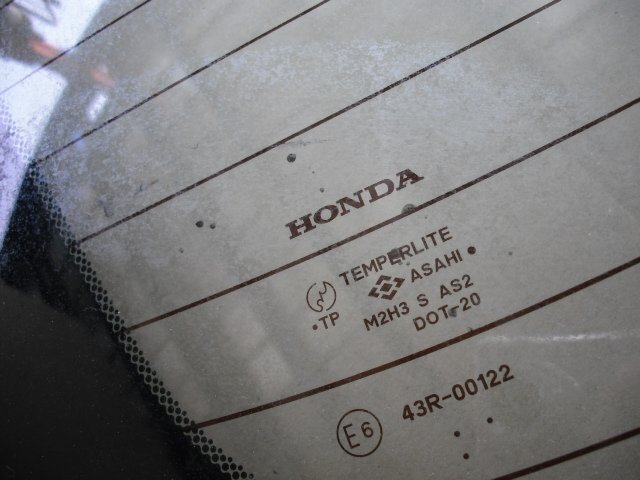 HONDA
TEMPERLITE
ASAHI
TP
M2H3 S AS2
DOT-20
E6 43R-00122